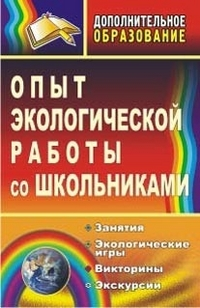 ДОПОЛНИТЕЛЬНОЕ
ОБРАЗОВАНИЕ
ОПЫТ
ЭКОЛОГИЧЕСКОЙ
РАБОТЫ
СО ШКОЛЬНИКАМИ
Занятия
Экологические
игры
Викторины
Экскурсии